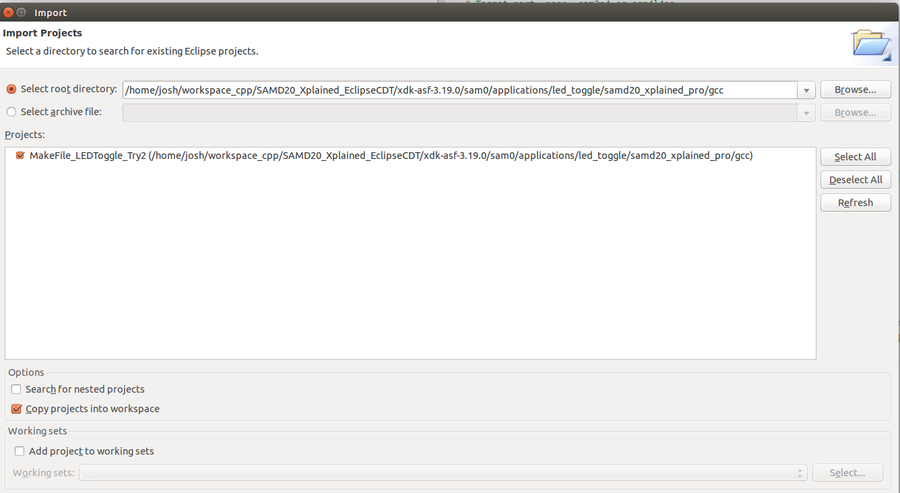 Import
Import Projects
Select a directory to search for existing Eclipse projects.
Select root directory: /home/josh/workspace_cpp/SAMD20_Xplained_EclipseCDT/xdk-asf-3.19.0/sam0/applications/led_toggle/samd20_xplained_pro/gcc Browse...
Select archive file: Browse...
Projects:
MakeFile_LEDToggle_Try2 (/home/josh/workspace_cpp/SAMD20_Xplained_EclipseCDT/xdk-asf-3.19.0/sam0/applications/led_toggle/samd20_xplained_pro/gcc) Select All
Deselect All
Refresh
Options
Search for nested projects
Copy projects into workspace
Working sets
Add project to working sets
Working sets: Select...